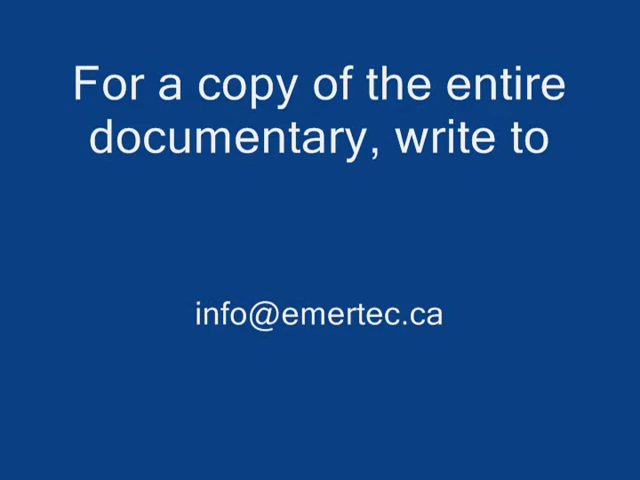 For a copy of the entire
documentary, write to
info@emertec.ca